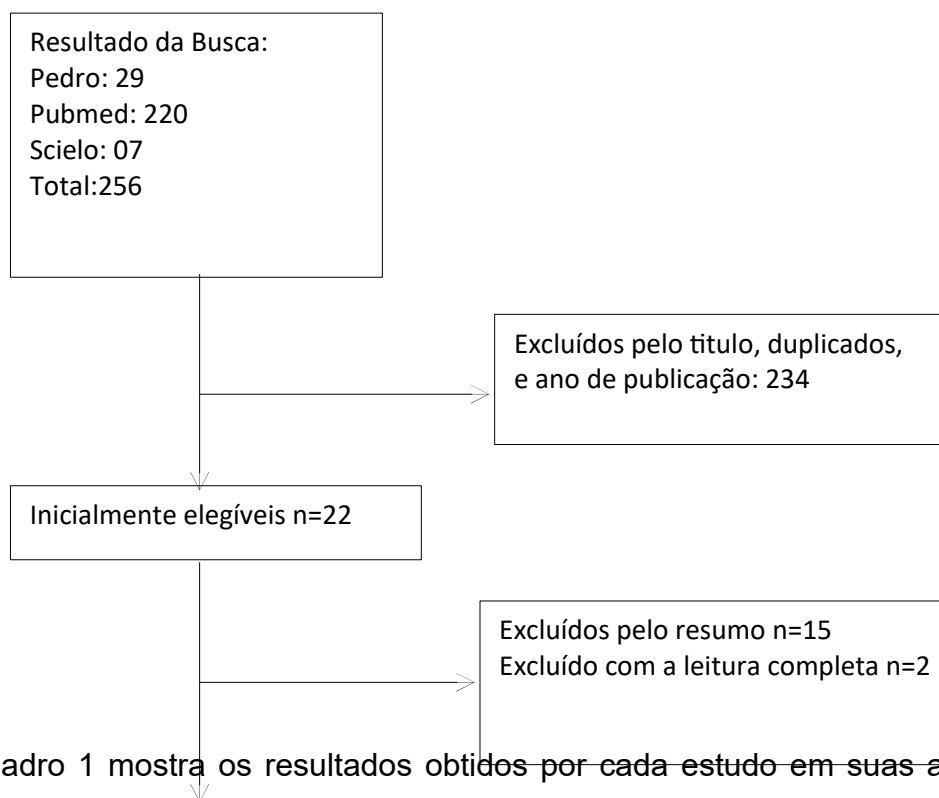 Resultado da Busca:
Pedro: 29
Pubmed: 220
Scielo: 07
Total:256
Excluídos pelo titulo, duplicados,
e ano de publicação: 234
Inicialmente elegíveis n=22
Excluídos pelo resumo n=15
Excluído com a leitura completa n=2
adro 1 mostra os resultados obtidos por cada estudo em suas a